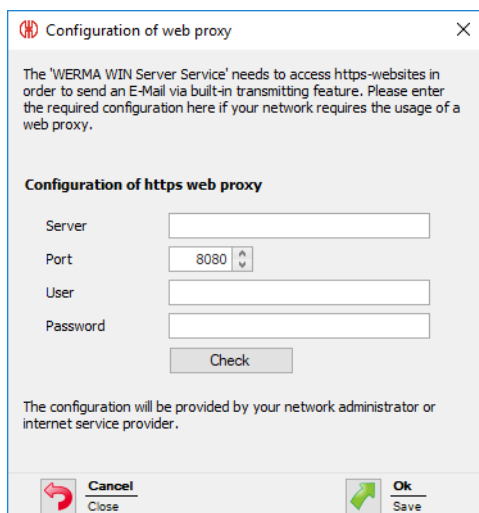 Configuration of web proxy
The 'WERMA WIN Server Service' needs to access https-websites in
order to send an E-Mail via built-in transmitting feature. Please enter
the required configuration here if your network requires the usage of a
web proxy.
Configuration of https web proxy
Server
Port 8080
User
Password
Check
The configuration will be provided by your network administrator or
internet service provider.
Cancel Ok
Close Save